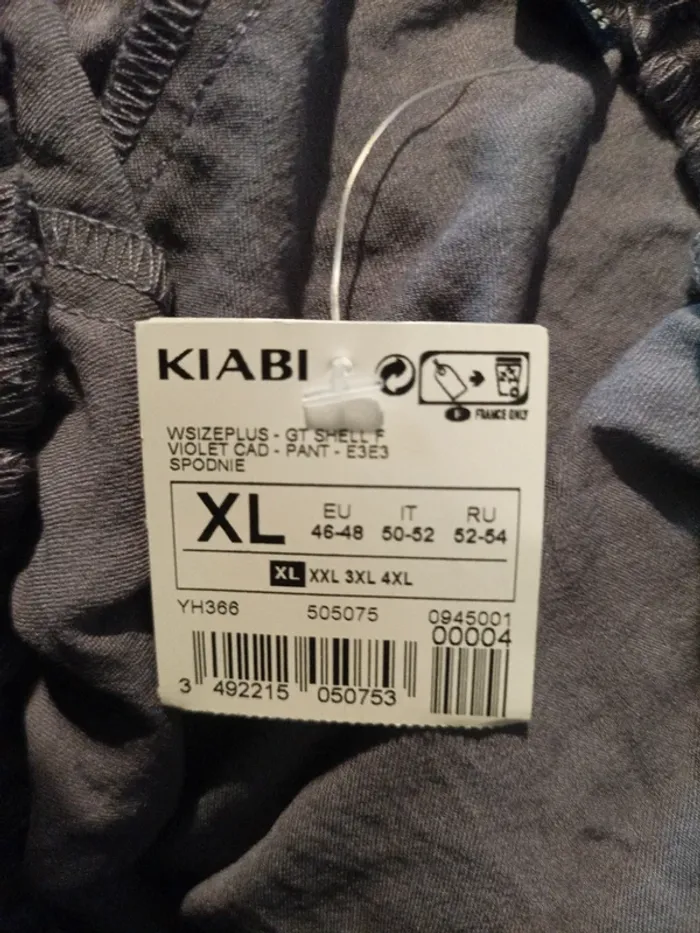 KIABI
FRANCE ONLY
WSIZEPLUS - GT SHELL F
VIOLET CAD - PANT - E3E3
SPODNIE
XL
EU IT RU
46-48 50-52 52-54
XL XXL 3XL 4XL
YH366 505075 0945001
00004
3 492215 050753